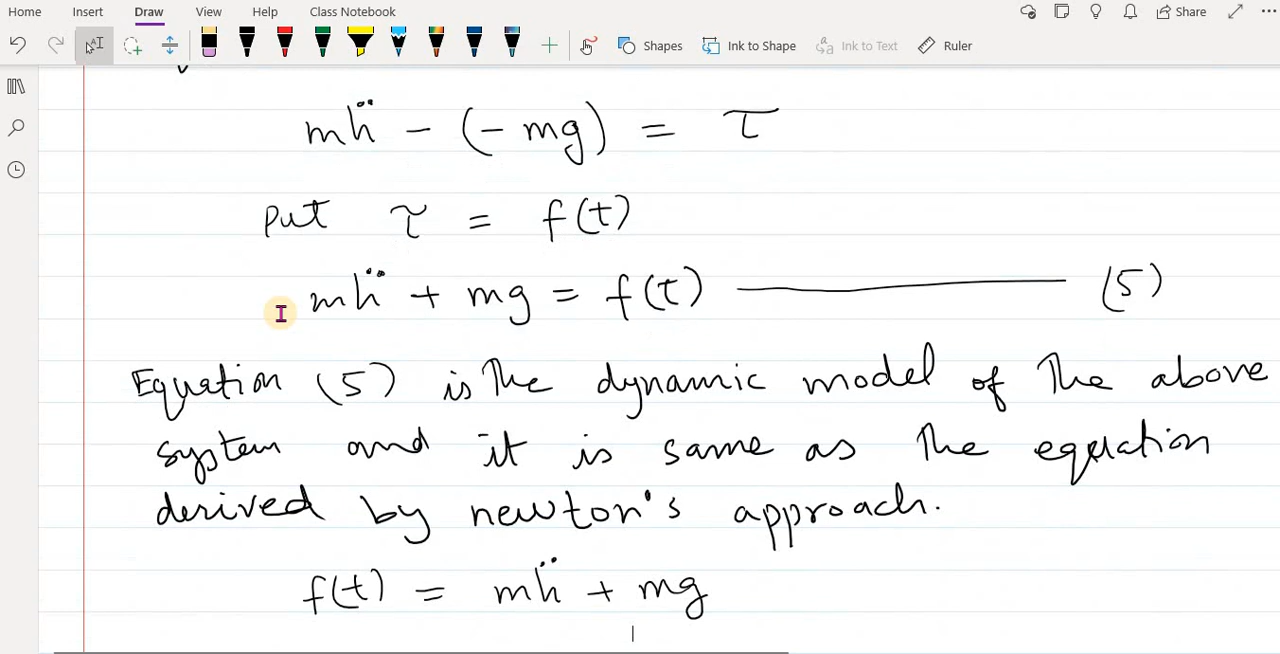 Home Insert Draw View Help Class Notebook Share
Shapes Ink to Shape Ink to Text Ruler
mḧ - (- mg) = τ
Put τ = f(t)
mḧ + mg = f(t) ——— (5)
Equation (5) is the dynamic model of the above
system and it is same as the equation
derived by newton's approach.
f(t) = mḧ + mg